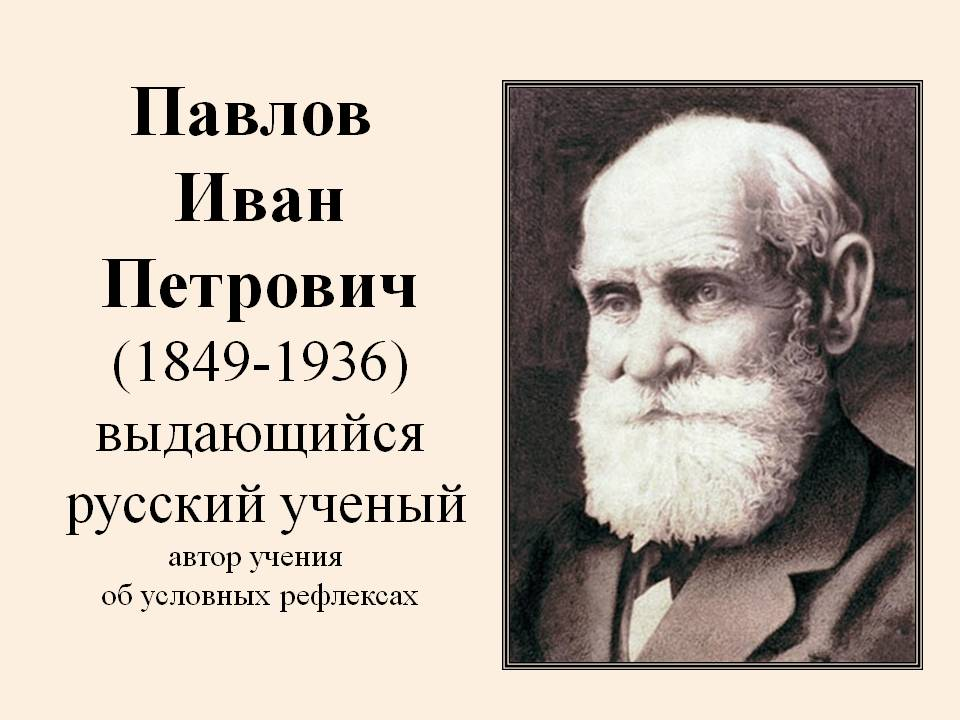 Павлов
Иван
Петрович
(1849-1936)
выдающийся
русский ученый
автор учения
об условных рефлексах